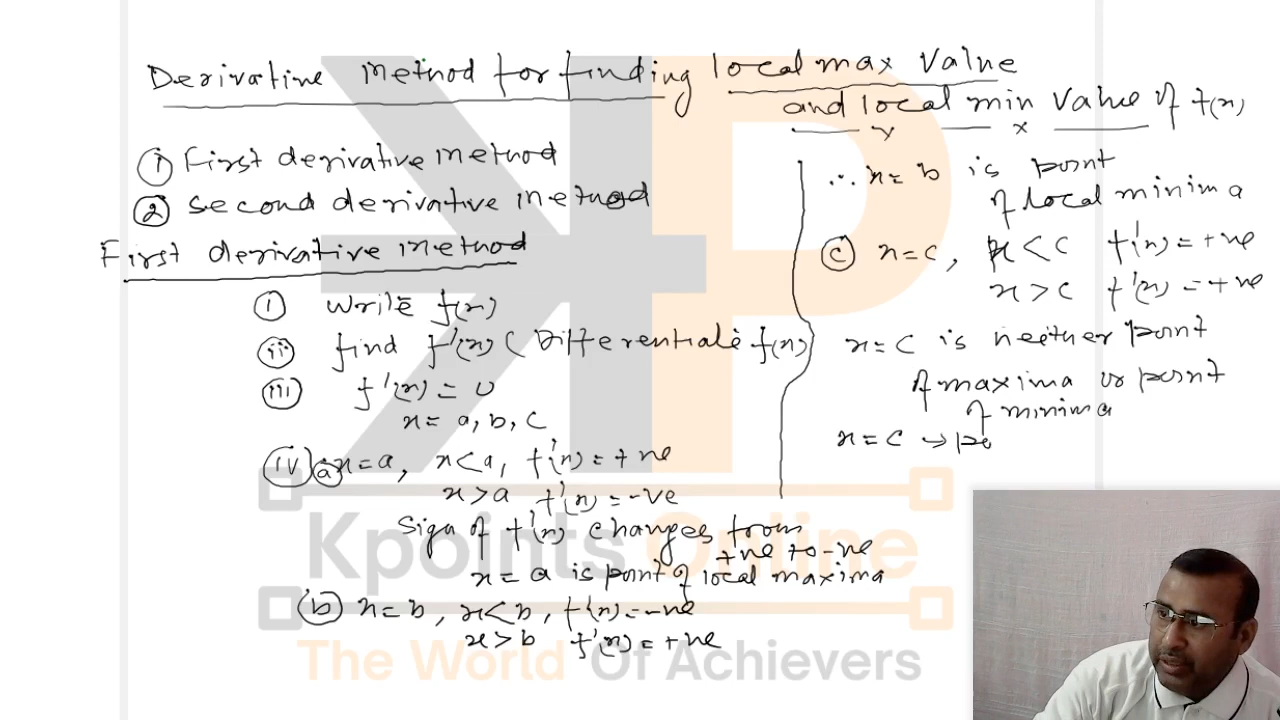 Derivative method for finding local max value
and local min value of f(x)
① First derivative method
② Second derivative method
First derivative method
(i) Write f(x)
(ii) find f'(x) (Differentiate f(x)
(iii) f'(x) = 0
x = a, b, c
(iv) (a) x = a, x < a, f'(x) = +ve
x > a f'(x) = -ve
Sign of f'(x) changes from
+ve to -ve
x = a is point of local maxima
(b) x = b, x < b, f'(x) = -ve
x > b f'(x) = +ve
∴ x = b is point
of local minima
(c) x = c, x < c f'(x) = +ve
x > c f'(x) = +ve
x = c is neither point
of maxima or point
of minima
x = c → po
Kpoints Online
The World Of Achievers